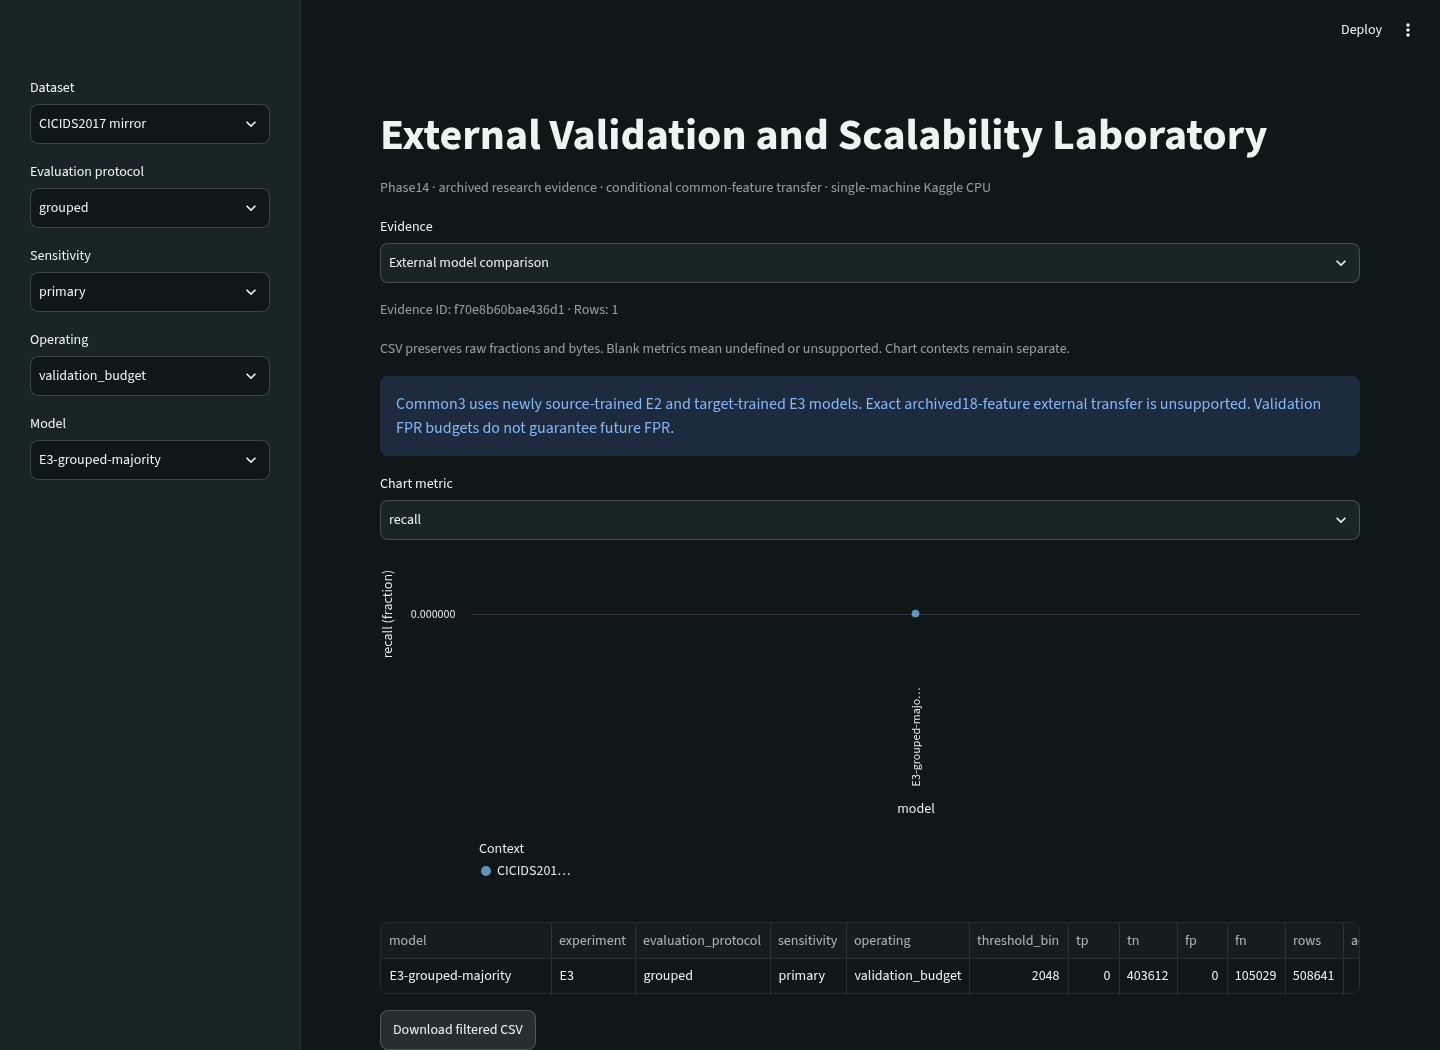 Deploy
Dataset
CICIDS2017 mirror
Evaluation protocol
grouped
Sensitivity
primary
Operating
validation_budget
Model
E3-grouped-majority
External Validation and Scalability Laboratory
Phase14 · archived research evidence · conditional common-feature transfer · single-machine Kaggle CPU
Evidence
External model comparison
Evidence ID: f70e8b60bae436d1 · Rows: 1
CSV preserves raw fractions and bytes. Blank metrics mean undefined or unsupported. Chart contexts remain separate.
Common3 uses newly source-trained E2 and target-trained E3 models. Exact archived18-feature external transfer is unsupported. Validation
FPR budgets do not guarantee future FPR.
Chart metric
recall
recall (fraction)
0.000000
E3-grouped-majo…
model
Context
CICIDS201…
model experiment evaluation_protocol sensitivity operating threshold_bin tp tn fp fn rows
E3-grouped-majority E3 grouped primary validation_budget 2048 0 403612 0 105029 508641
Download filtered CSV